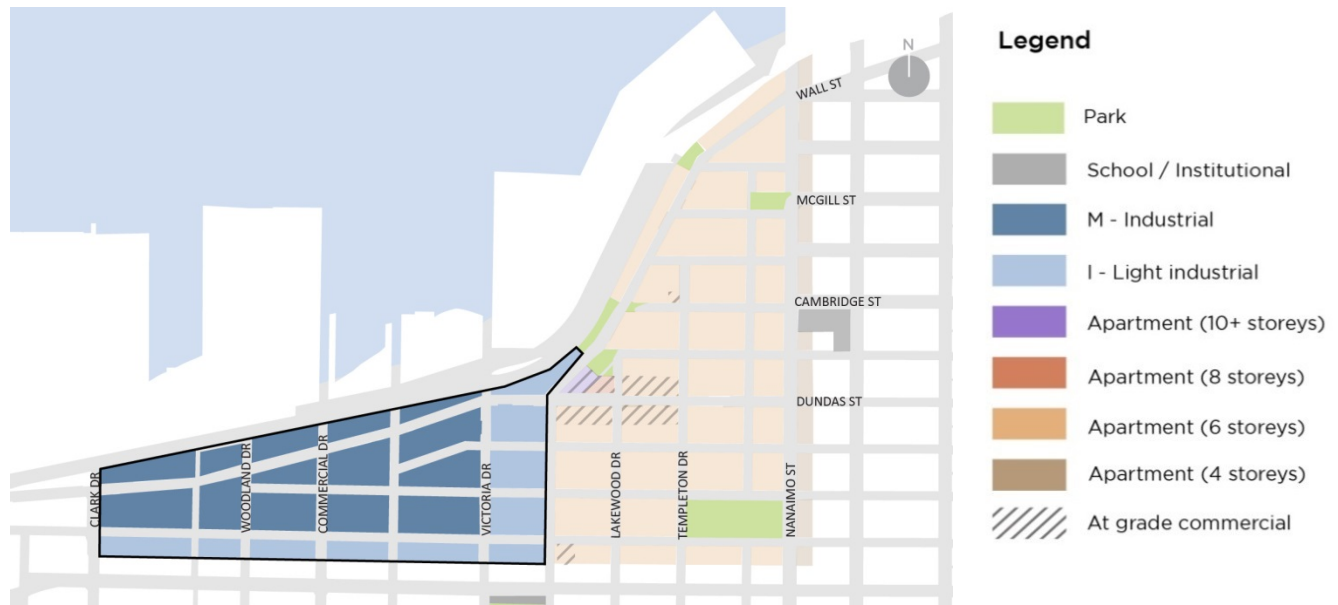 N
WALL ST
MCGILL ST
CAMBRIDGE ST
DUNDAS ST
CLARK DR
WOODLAND DR
COMMERCIAL DR
VICTORIA DR
LAKEWOOD DR
TEMPLETON DR
NANAIMO ST
Legend
Park
School / Institutional
M - Industrial
I - Light industrial
Apartment (10+ storeys)
Apartment (8 storeys)
Apartment (6 storeys)
Apartment (4 storeys)
At grade commercial